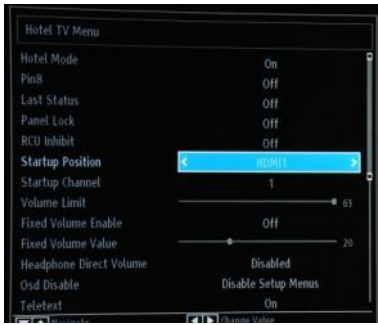 Hotel TV Menu
Hotel Mode On
Pin8 Off
Last Status Off
Panel Lock Off
RCU Inhibit Off
Startup Position HDMI1
Startup Channel 1
Volume Limit 63
Fixed Volume Enable Off
Fixed Volume Value 20
Headphone Direct Volume Disabled
Osd Disable Disable Setup Menus
Teletext On
Navigate Change Value